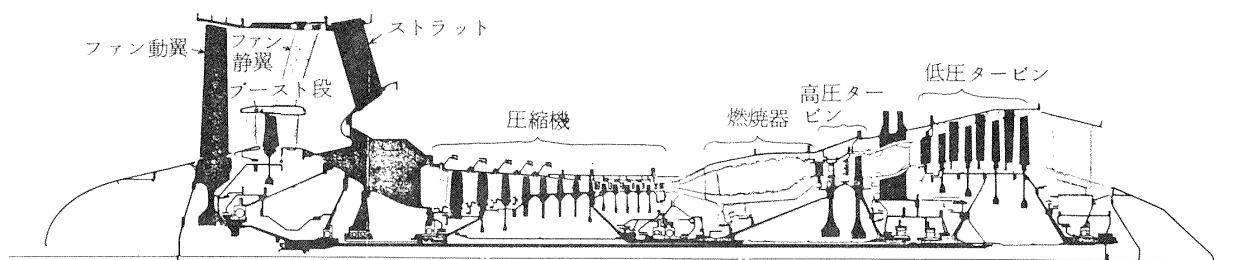 ファン動翼
ファン
静翼
ブースト段
ストラット
圧縮機
燃焼器
高圧ター
ビン
低圧タービン